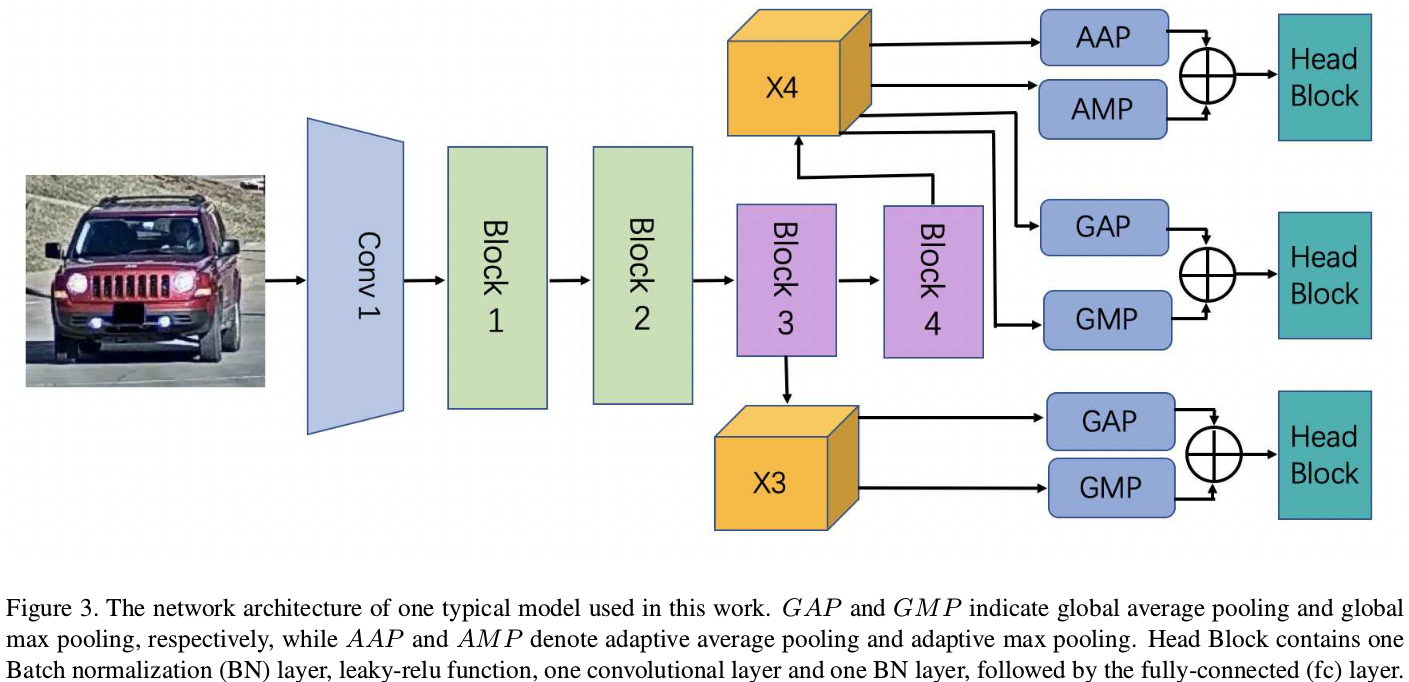 X4
AAP
AMP
Head
Block
Conv 1
Block 1
Block 2
Block 3
Block 4
GAP
GMP
Head
Block
X3
GAP
GMP
Head
Block
Figure 3. The network architecture of one typical model used in this work. GAP and GMP indicate global average pooling and global
max pooling, respectively, while AAP and AMP denote adaptive average pooling and adaptive max pooling. Head Block contains one
Batch normalization (BN) layer, leaky-relu function, one convolutional layer and one BN layer, followed by the fully-connected (fc) layer.